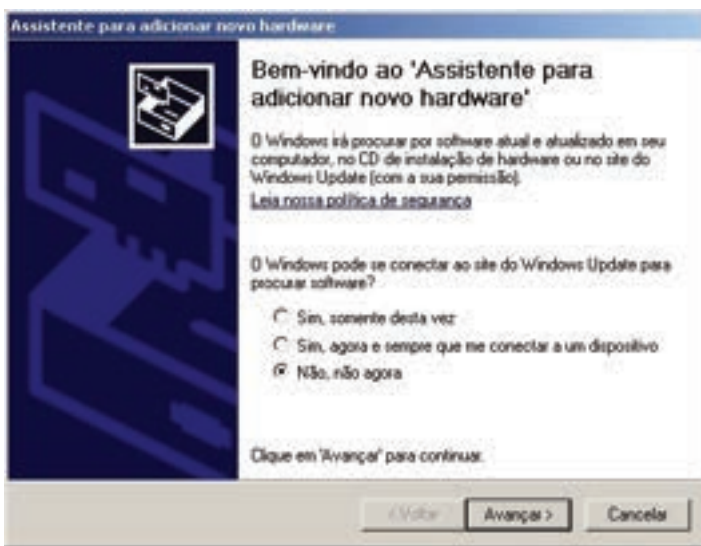 Assistente para adicionar novo hardware
Bem-vindo ao 'Assistente para
adicionar novo hardware'
O Windows irá procurar por software atual e atualizado em seu
computador, no CD de instalação de hardware ou no site do
Windows Update (com a sua permissão).
Leia nossa política de segurança
O Windows pode se conectar ao site do Windows Update para
procurar software?
Sim, somente desta vez
Sim, agora e sempre que me conectar a um dispositivo
Não, não agora
Clique em 'Avançar' para continuar.
< Voltar
Avançar >
Cancelar